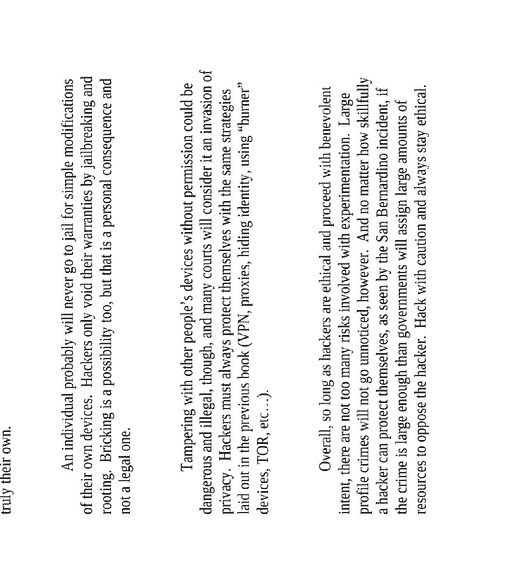 truly their own.
An individual probably will never go to jail for simple modifications
of their own devices. Hackers only void their warranties by jailbreaking and
rooting. Bricking is a possibility too, but that is a personal consequence and
not a legal one.
Tampering with other people’s devices without permission could be
dangerous and illegal, though, and many courts will consider it an invasion of
privacy. Hackers must always protect themselves with the same strategies
laid out in the previous book (VPN, proxies, hiding identity, using “burner”
devices, TOR, etc…).
Overall, so long as hackers are ethical and proceed with benevolent
intent, there are not too many risks involved with experimentation. Large
profile crimes will not go unnoticed, however. And no matter how skillfully
a hacker can protect themselves, as seen by the San Bernardino incident, if
the crime is large enough than governments will assign large amounts of
resources to oppose the hacker. Hack with caution and always stay ethical.